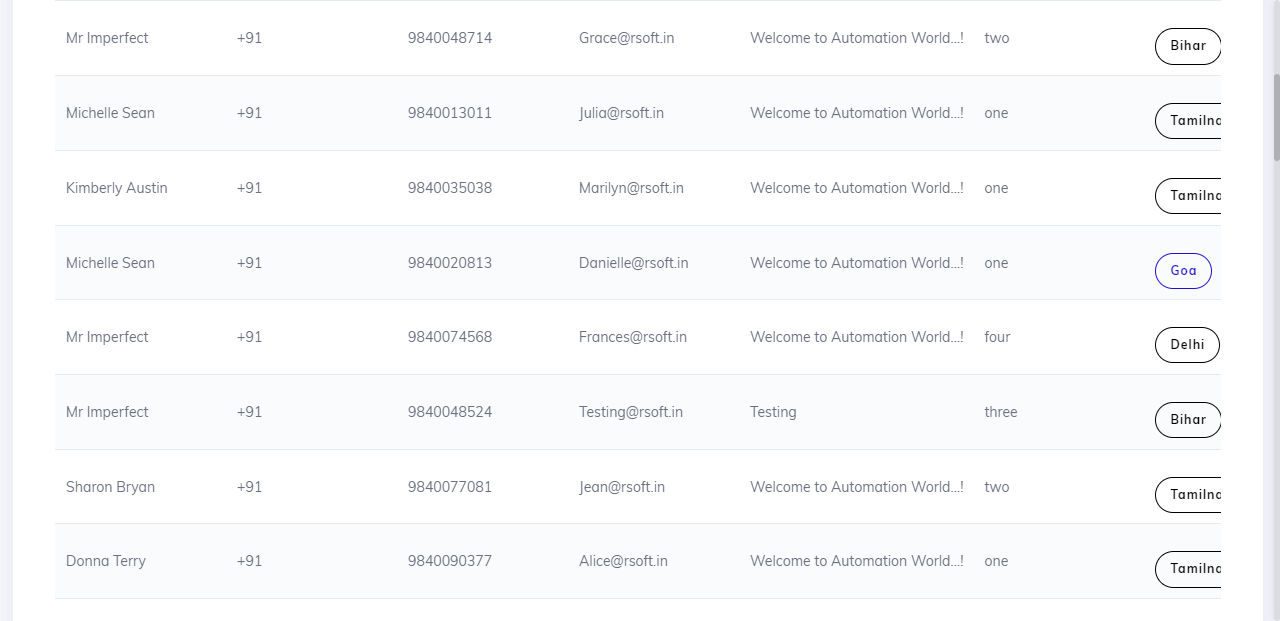 Mr Imperfect +91 9840048714 Grace@rsoft.in Welcome to Automation World...! two Bihar
Michelle Sean +91 9840013011 Julia@rsoft.in Welcome to Automation World...! one Tamilna
Kimberly Austin +91 9840035038 Marilyn@rsoft.in Welcome to Automation World...! one Tamilna
Michelle Sean +91 9840020813 Danielle@rsoft.in Welcome to Automation World...! one Goa
Mr Imperfect +91 9840074568 Frances@rsoft.in Welcome to Automation World...! four Delhi
Mr Imperfect +91 9840048524 Testing@rsoft.in Testing three Bihar
Sharon Bryan +91 9840077081 Jean@rsoft.in Welcome to Automation World...! two Tamilna
Donna Terry +91 9840090377 Alice@rsoft.in Welcome to Automation World...! one Tamilna